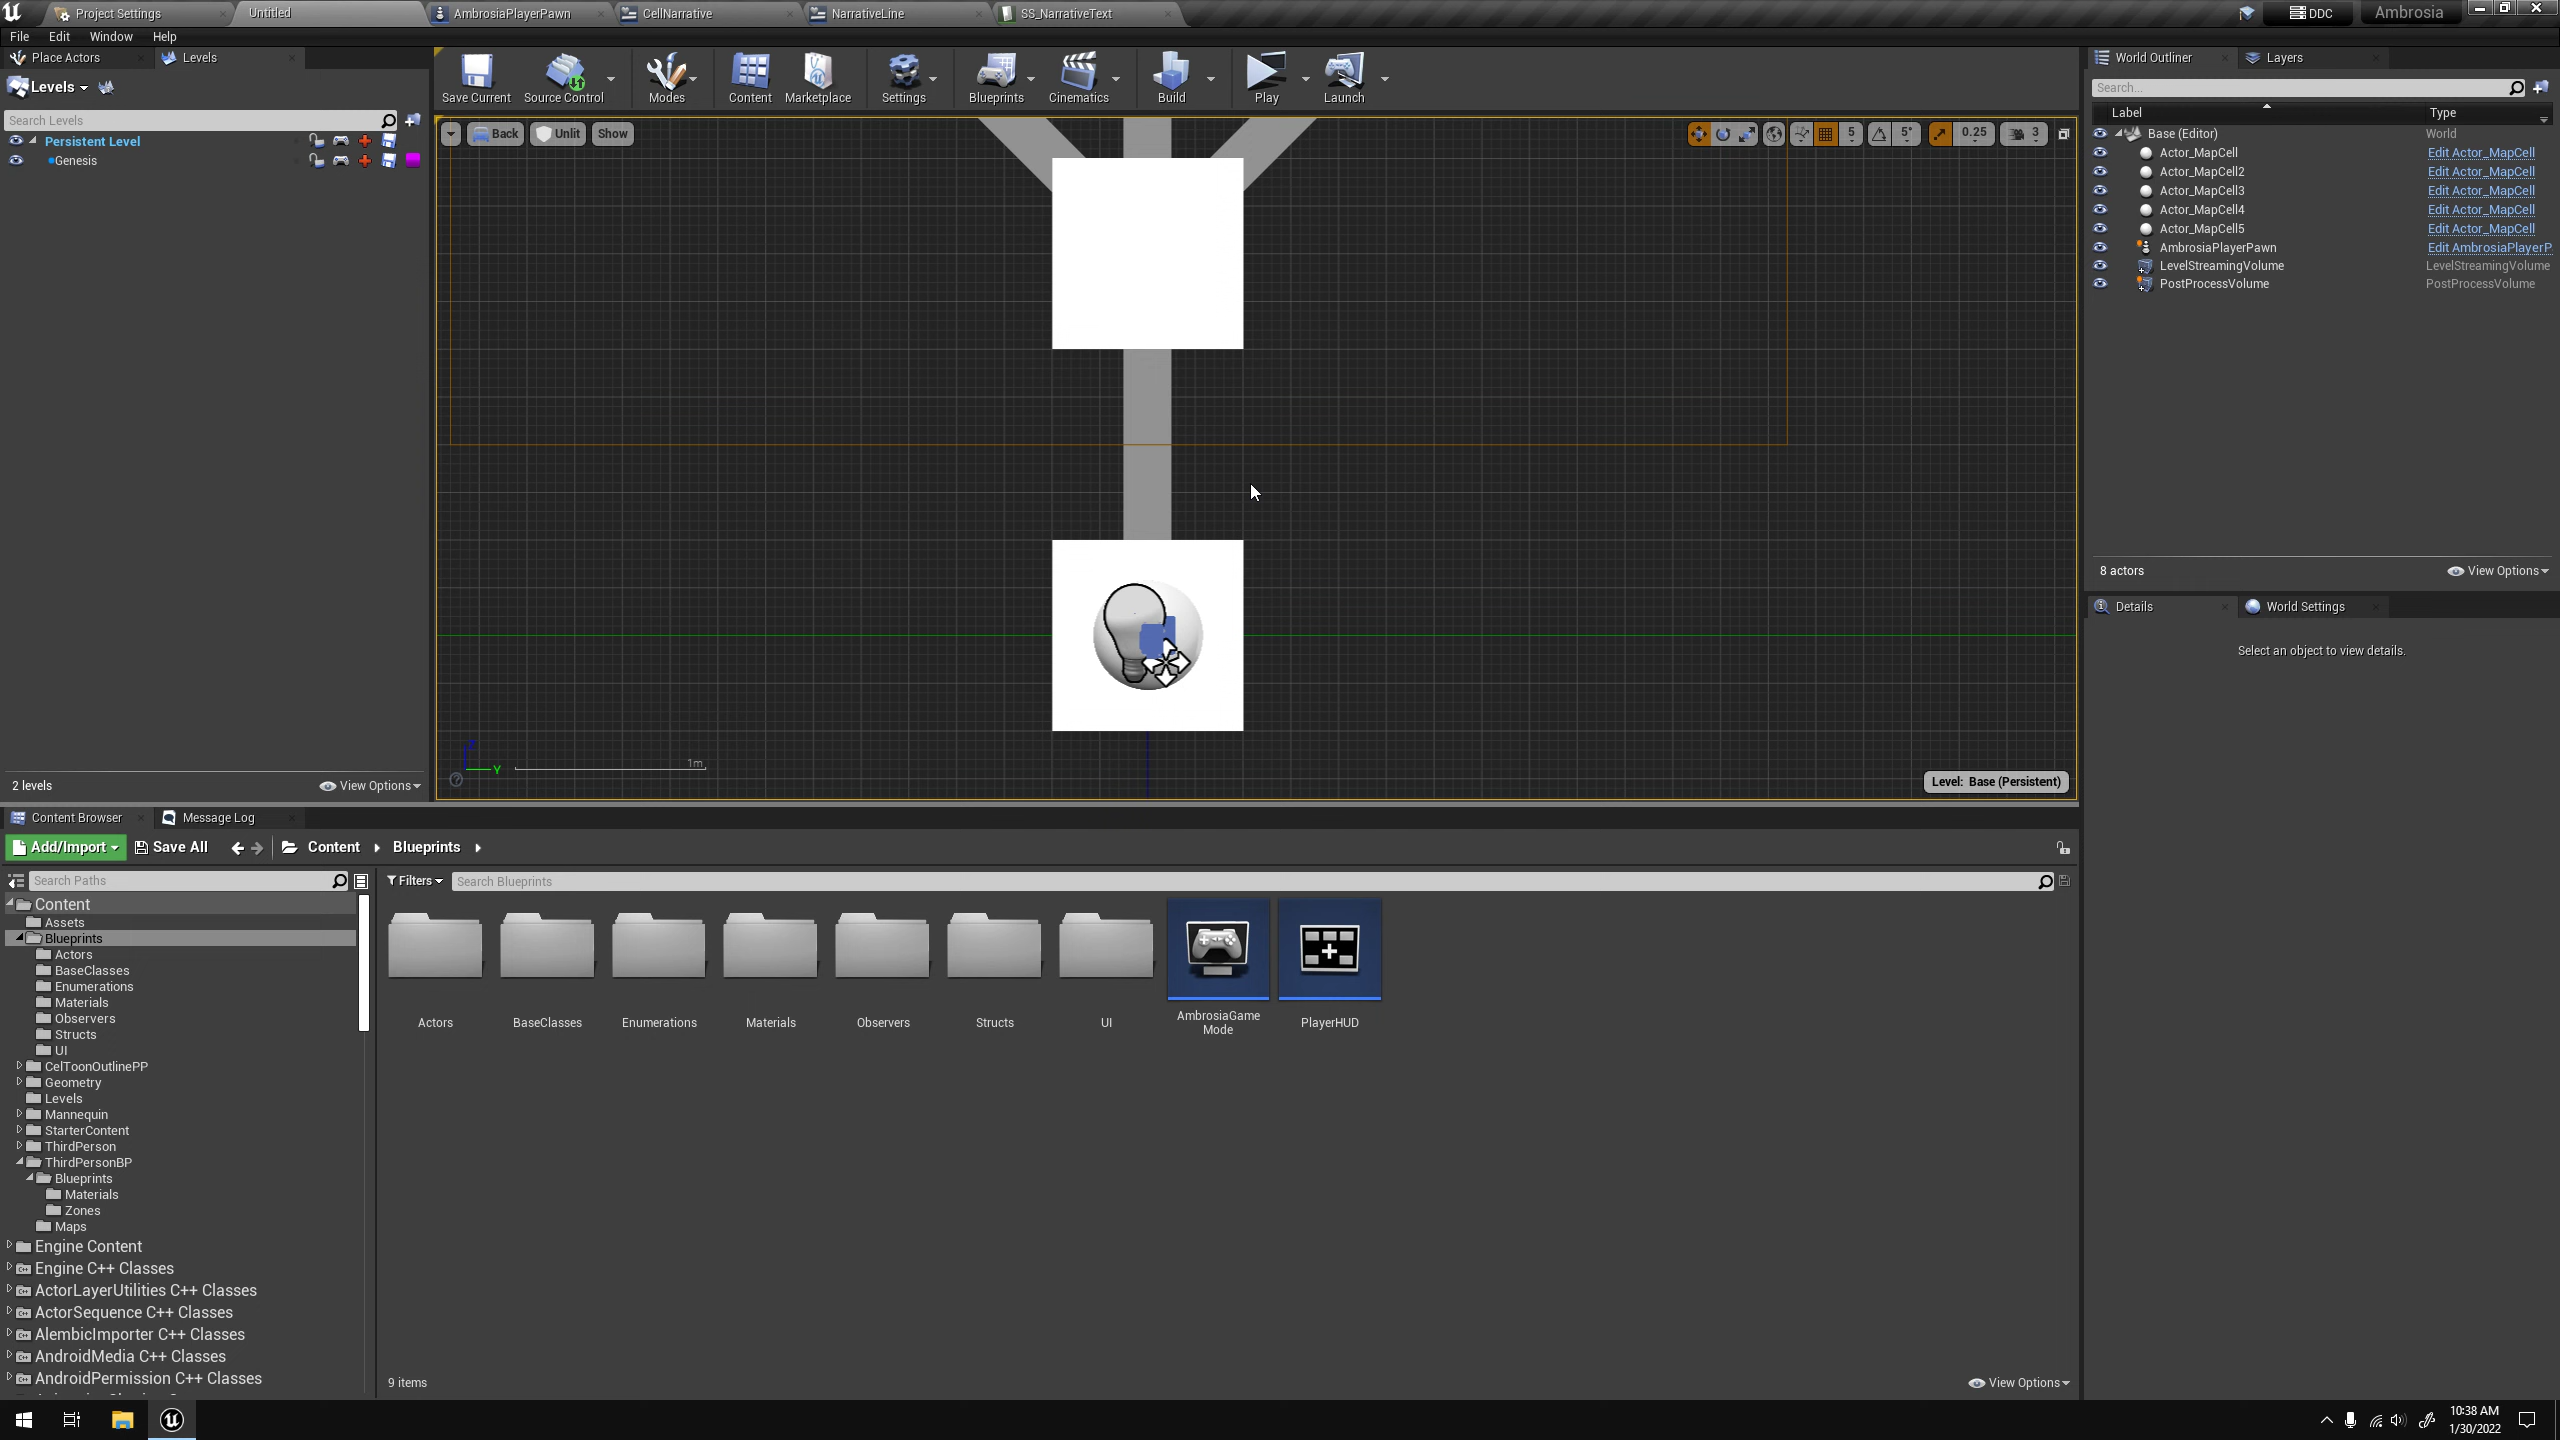 Project Settings
Untitled
AmbrosiaPlayerPawn
CellNarrative
NarrativeLine
SS_NarrativeText
DDC
Ambrosia
File
Edit
Window
Help
Place Actors
Levels
World Outliner
Layers
Levels
Save Current
Source Control
Modes
Content
Marketplace
Settings
Blueprints
Cinematics
Build
Play
Launch
Search...
Label
Type
Search Levels
Persistent Level
Genesis
Back
Unlit
Show
5
5°
0.25
3
Base (Editor)
World
Actor_MapCell
Edit Actor_MapCell
Actor_MapCell2
Edit Actor_MapCell
Actor_MapCell3
Edit Actor_MapCell
Actor_MapCell4
Edit Actor_MapCell
Actor_MapCell5
Edit Actor_MapCell
AmbrosiaPlayerPawn
Edit AmbrosiaPlayerP
LevelStreamingVolume
LevelStreamingVolume
PostProcessVolume
PostProcessVolume
8 actors
View Options
Details
World Settings
Select an object to view details.
Z
Y
1m
Level: Base (Persistent)
2 levels
View Options
Content Browser
Message Log
Add/Import
Save All
Content
Blueprints
Search Paths
Filters
Search Blueprints
Content
Assets
Blueprints
Actors
BaseClasses
Enumerations
Materials
Observers
Structs
UI
CelToonOutlinePP
Geometry
Levels
Mannequin
StarterContent
ThirdPerson
ThirdPersonBP
Blueprints
Materials
Zones
Maps
Engine Content
Engine C++ Classes
ActorLayerUtilities C++ Classes
ActorSequence C++ Classes
AlembicImporter C++ Classes
AndroidMedia C++ Classes
AndroidPermission C++ Classes
Actors
BaseClasses
Enumerations
Materials
Observers
Structs
UI
AmbrosiaGame
Mode
PlayerHUD
9 items
View Options
10:38 AM
1/30/2022